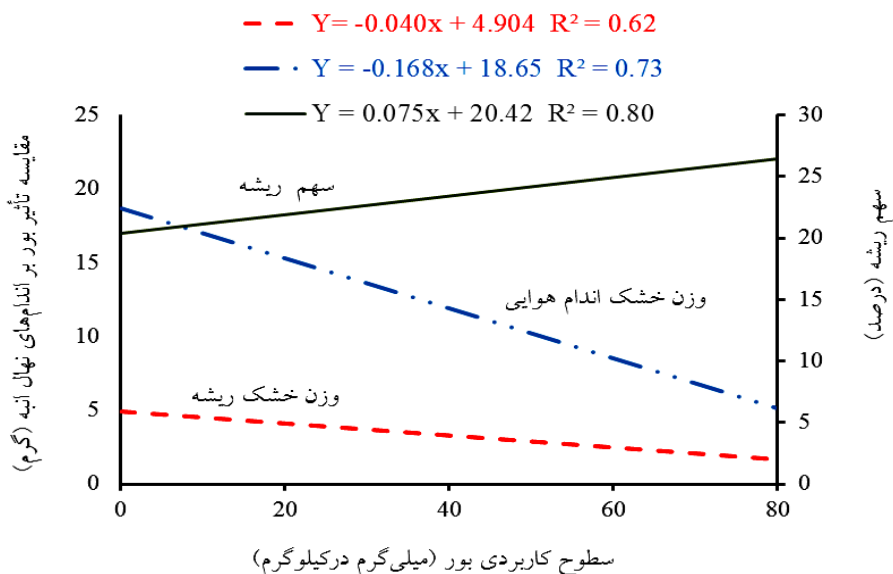 Y= -0.040x + 4.904 R² = 0.62
Y = -0.168x + 18.65 R² = 0.73
Y = 0.075x + 20.42 R² = 0.80
مقایسه تأثیر بور بر اندام‌های نهال انبه (گرم)
25
20
15
10
5
0
سهم ریشه
وزن خشک اندام هوایی
وزن خشک ریشه
30
25
20
15
10
5
0
سهم ریشه (درصد)
0 20 40 60 80
سطوح کاربردی بور (میلی‌گرم درکیلوگرم)